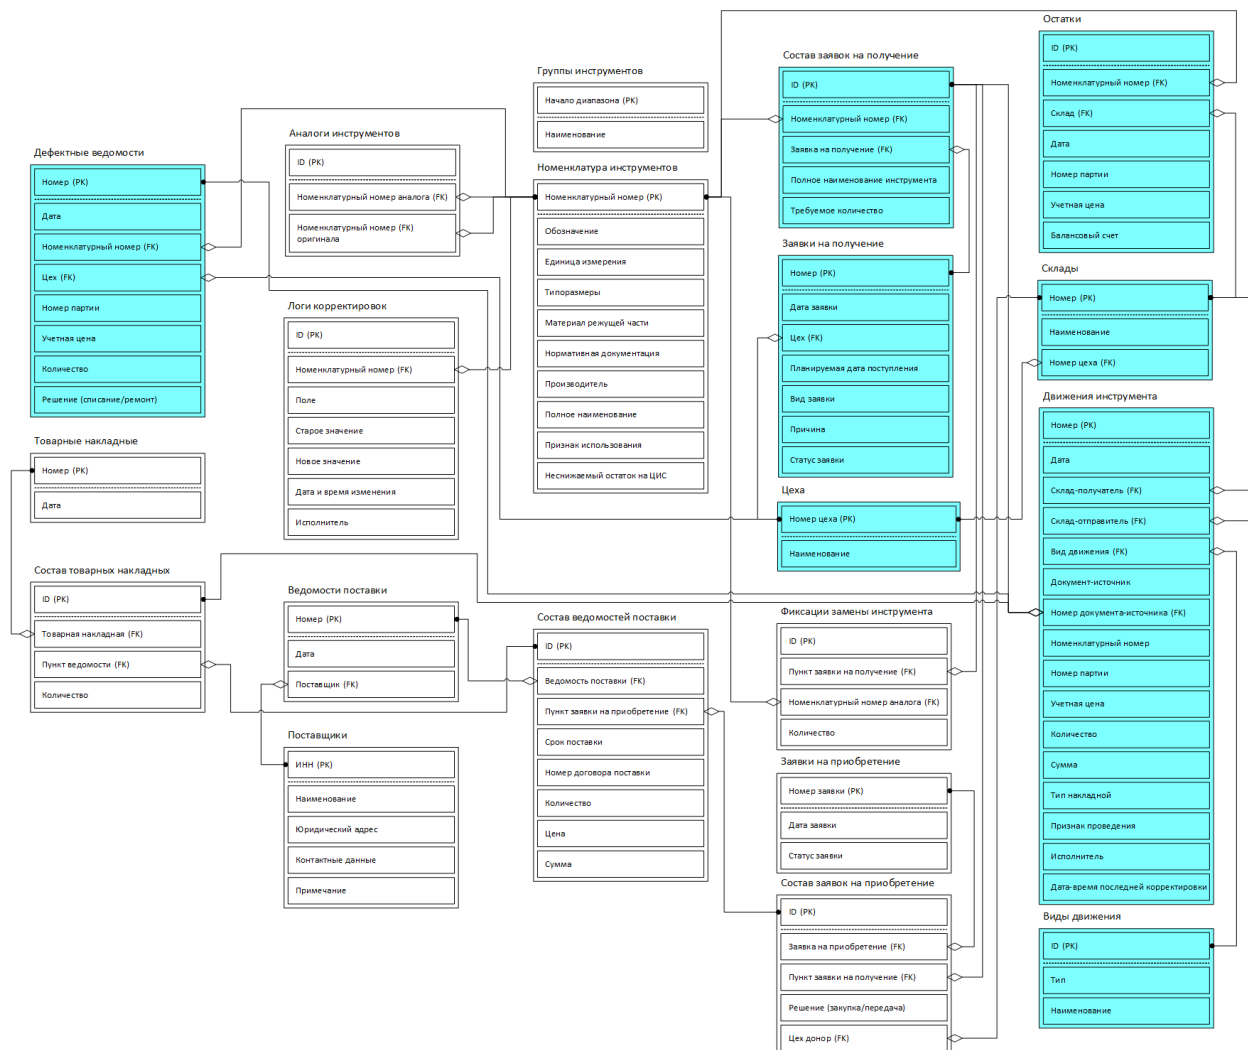 Дефектные ведомости
Номер (PK)
Дата
Номенклатурный номер (FK)
Цех (FK)
Номер партии
Учетная цена
Количество
Решение (списание/ремонт)
Товарные накладные
Номер (PK)
Дата
Состав товарных накладных
ID (PK)
Товарная накладная (FK)
Пункт ведомости (FK)
Количество
Аналоги инструментов
ID (PK)
Номенклатурный номер аналога (FK)
Номенклатурный номер (FK)
оригинала
Логи корректировок
ID (PK)
Номенклатурный номер (FK)
Поле
Старое значение
Новое значение
Дата и время изменения
Исполнитель
Ведомости поставки
Номер (PK)
Дата
Поставщик (FK)
Поставщики
ИНН (PK)
Наименование
Юридический адрес
Контактные данные
Примечание
Группы инструментов
Начало диапазона (PK)
Наименование
Номенклатура инструментов
Номенклатурный номер (PK)
Обозначение
Единица измерения
Типоразмеры
Материал режущей части
Нормативная документация
Производитель
Полное наименование
Признак использования
Неснижаемый остаток на ЦИС
Состав ведомостей поставки
ID (PK)
Ведомость поставки (FK)
Пункт заявки на приобретение (FK)
Срок поставки
Номер договора поставки
Количество
Цена
Сумма
Состав заявок на получение
ID (PK)
Номенклатурный номер (FK)
Заявка на получение (FK)
Полное наименование инструмента
Требуемое количество
Заявки на получение
Номер (PK)
Дата заявки
Цех (FK)
Планируемая дата поступления
Вид заявки
Причина
Статус заявки
Цеха
Номер цеха (PK)
Наименование
Фиксации замены инструмента
ID (PK)
Пункт заявки на получение (FK)
Номенклатурный номер аналога (FK)
Количество
Заявки на приобретение
Номер заявки (PK)
Дата заявки
Статус заявки
Состав заявок на приобретение
ID (PK)
Заявка на приобретение (FK)
Пункт заявки на получение (FK)
Решение (закупка/передача)
Цех донор (FK)
Остатки
ID (PK)
Номенклатурный номер (FK)
Склад (FK)
Дата
Номер партии
Учетная цена
Балансовый счет
Склады
Номер (PK)
Наименование
Номер цеха (FK)
Движения инструмента
Номер (PK)
Дата
Склад-получатель (FK)
Склад-отправитель (FK)
Вид движения (FK)
Документ-источник
Номер документа-источника (FK)
Номенклатурный номер
Номер партии
Учетная цена
Количество
Сумма
Тип накладной
Признак проведения
Исполнитель
Дата-время последней корректировки
Виды движения
ID (PK)
Тип
Наименование